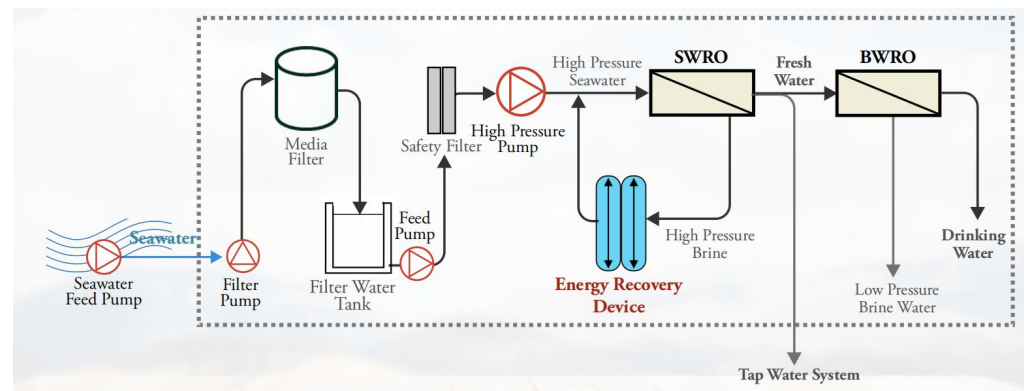 SWRO
BWRO
High Pressure
Seawater
Fresh
Water
Media
Filter
Safety Filter
High Pressure
Pump
Seawater
Feed
Pump
High Pressure
Brine
Drinking
Water
Seawater
Feed Pump
Filter
Pump
Filter Water
Tank
Energy Recovery
Device
Low Pressure
Brine Water
Tap Water System